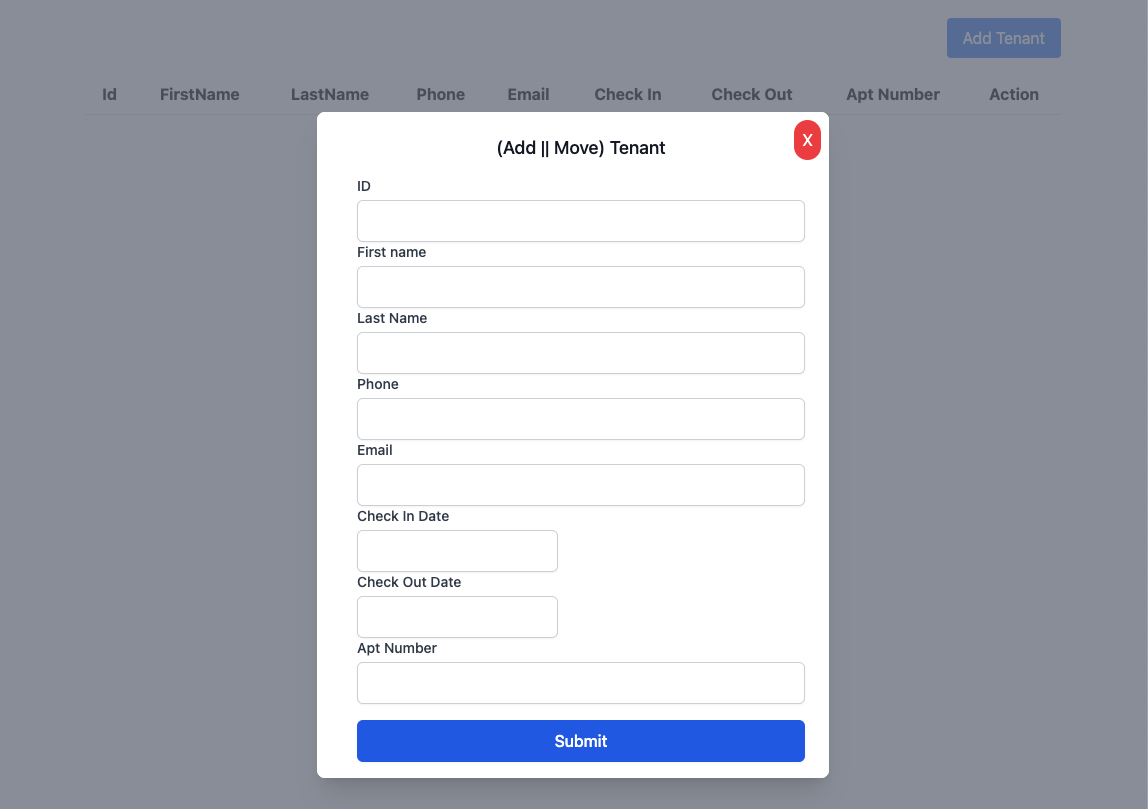 Add Tenant
Id FirstName LastName Phone Email Check In Check Out Apt Number Action
(Add || Move) Tenant
X
ID
First name
Last Name
Phone
Email
Check In Date
Check Out Date
Apt Number
Submit